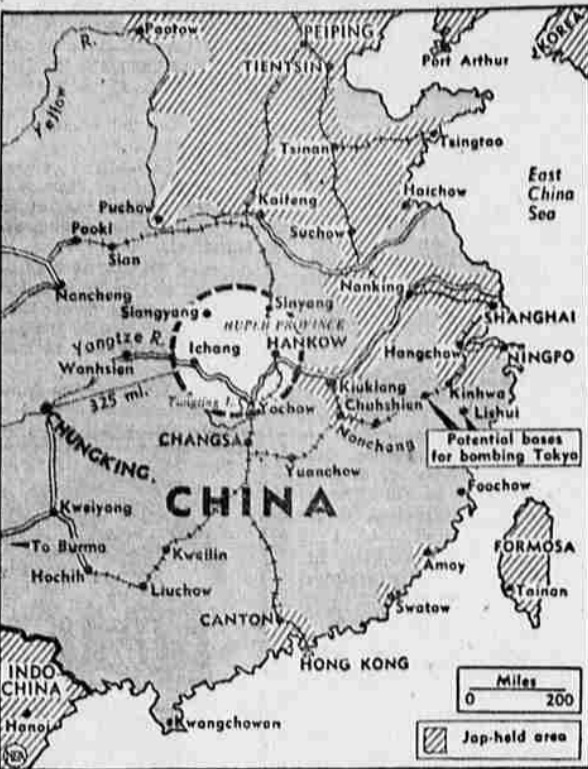 R.
Paotow
PEIPING
KOREA
TIENTSIN
Port Arthur
Yellow
Tsinan
Tsingtao
East
China
Sea
Puchow
Kaifeng
Haichow
Pooki
Suchow
Sian
Nancheng
Nanking
Siangyang
Sinyang
SHANGHAI
HUPEH PROVINCE
Yangtze R.
Ichang
HANKOW
Hangchow
NINGPO
Wanhsien
325 mi.
Tungting L.
Yochow
Kiukiang
Kinhwa
Chuhshien
Lishui
CHUNGKING
CHANGSA
Nanchang
Potential bases
for bombing Tokyo
Yuanchow
CHINA
Foochow
Kweiyang
To Burma
Kweilin
FORMOSA
Hochih
Liuchow
Amoy
Tainan
Swatow
CANTON
HONG KONG
INDO
CHINA
Miles
0 200
Hanoi
Kwangchowan
Jap-held area
NEA